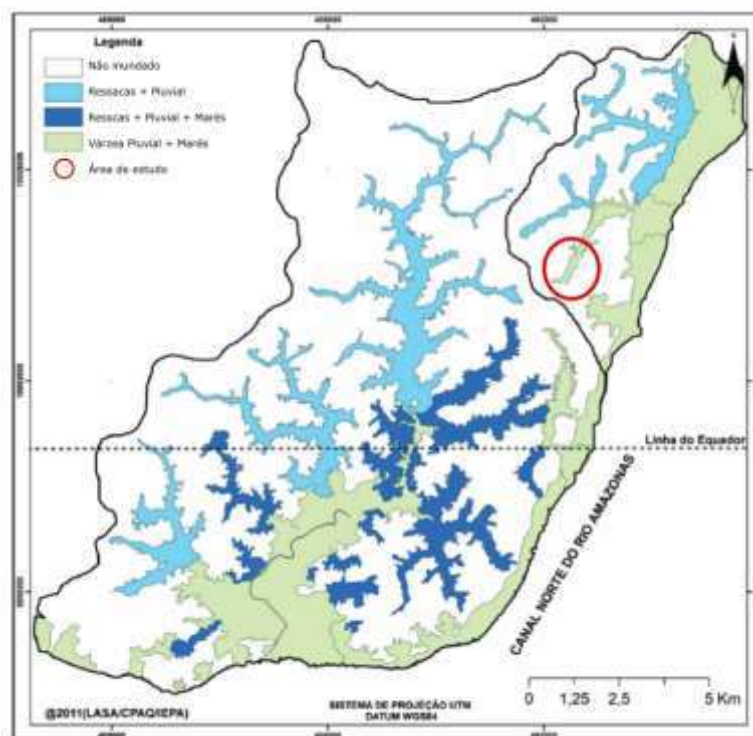 Legenda
Não inundado
Ressacas + Pluvial
Resscas + Pluvial + Marés
Várzea Pluvial + Marés
Área de estudo
Linha do Equador
CANAL NORTE DO RIO AMAZONAS
0 1,25 2,5 5 Km
@2011(LASA/CPAQ/IEPA)
SISTEMA DE PROJEÇÃO UTM
DATUM WGS84